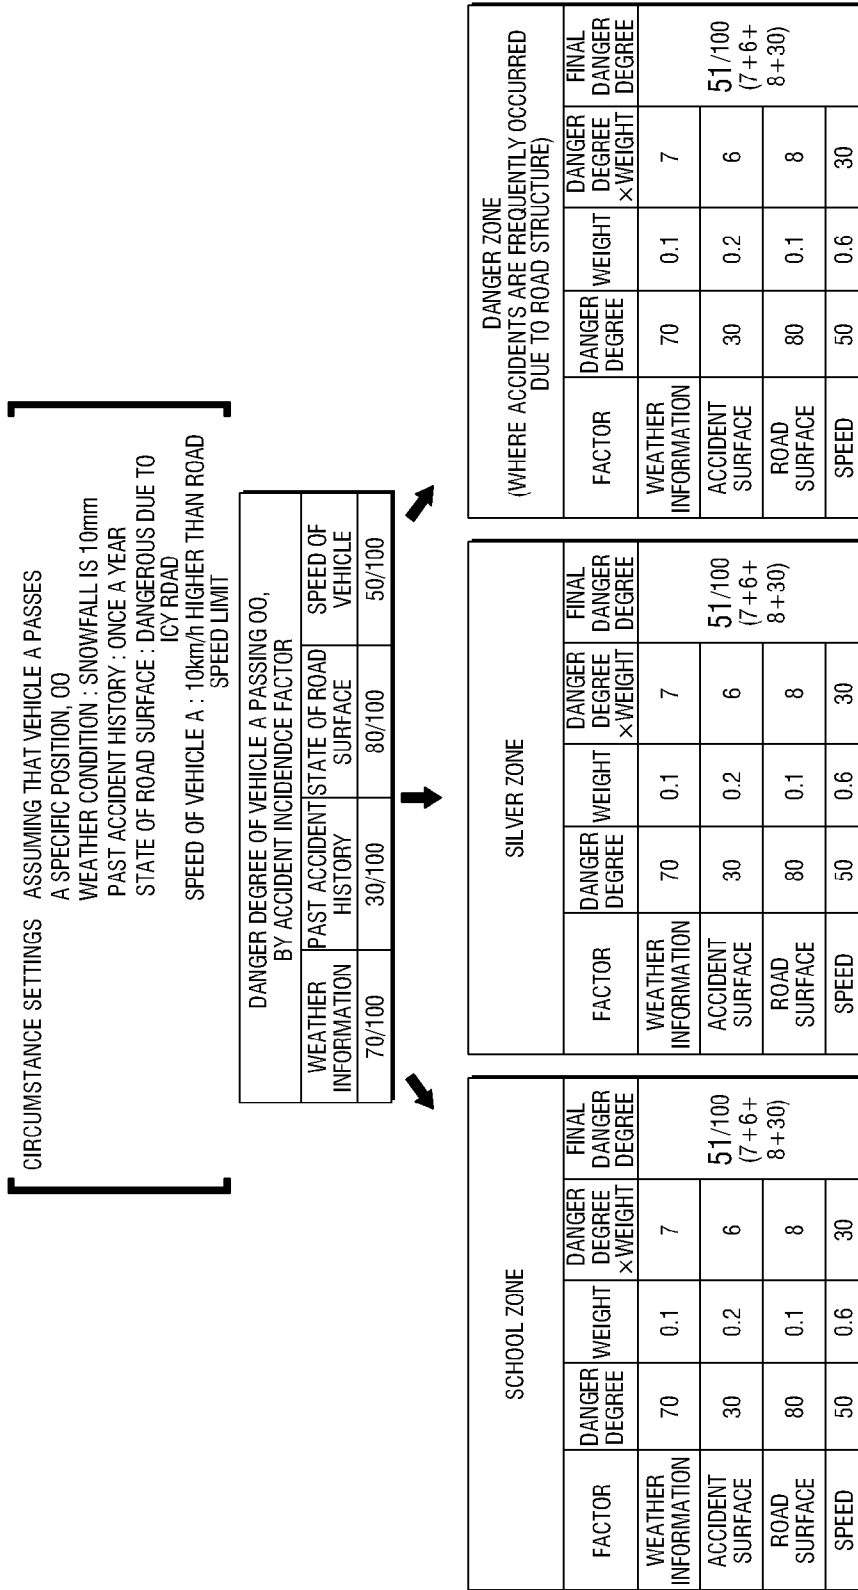 CIRCUMSTANCE SETTINGS ASSUMING THAT VEHICLE A PASSES
A SPECIFIC POSITION, OO
WEATHER CONDITION : SNOWFALL IS 10mm
PAST ACCIDENT HISTORY : ONCE A YEAR
STATE OF ROAD SURFACE : DANGEROUS DUE TO
ICY RDAD
SPEED OF VEHICLE A : 10km/h HIGHER THAN ROAD
SPEED LIMIT
DANGER DEGREE OF VEHICLE A PASSING OO,
BY ACCIDENT INCIDENDCE FACTOR
WEATHER INFORMATION PAST ACCIDENT HISTORY STATE OF ROAD SURFACE SPEED OF VEHICLE
70/100 30/100 80/100 50/100
SCHOOL ZONE
FACTOR DANGER DEGREE WEIGHT DANGER DEGREE ×WEIGHT FINAL DANGER DEGREE
WEATHER INFORMATION 70 0.1 7
ACCIDENT SURFACE 30 0.2 6
ROAD SURFACE 80 0.1 8
SPEED 50 0.6 30
51/100
(7+6+
8+30)
SILVER ZONE
FACTOR DANGER DEGREE WEIGHT DANGER DEGREE ×WEIGHT FINAL DANGER DEGREE
WEATHER INFORMATION 70 0.1 7
ACCIDENT SURFACE 30 0.2 6
ROAD SURFACE 80 0.1 8
SPEED 50 0.6 30
51/100
(7+6+
8+30)
DANGER ZONE
(WHERE ACCIDENTS ARE FREQUENTLY OCCURRED
DUE TO ROAD STRUCTURE)
FACTOR DANGER DEGREE WEIGHT DANGER DEGREE ×WEIGHT FINAL DANGER DEGREE
WEATHER INFORMATION 70 0.1 7
ACCIDENT SURFACE 30 0.2 6
ROAD SURFACE 80 0.1 8
SPEED 50 0.6 30
51/100
(7+6+
8+30)